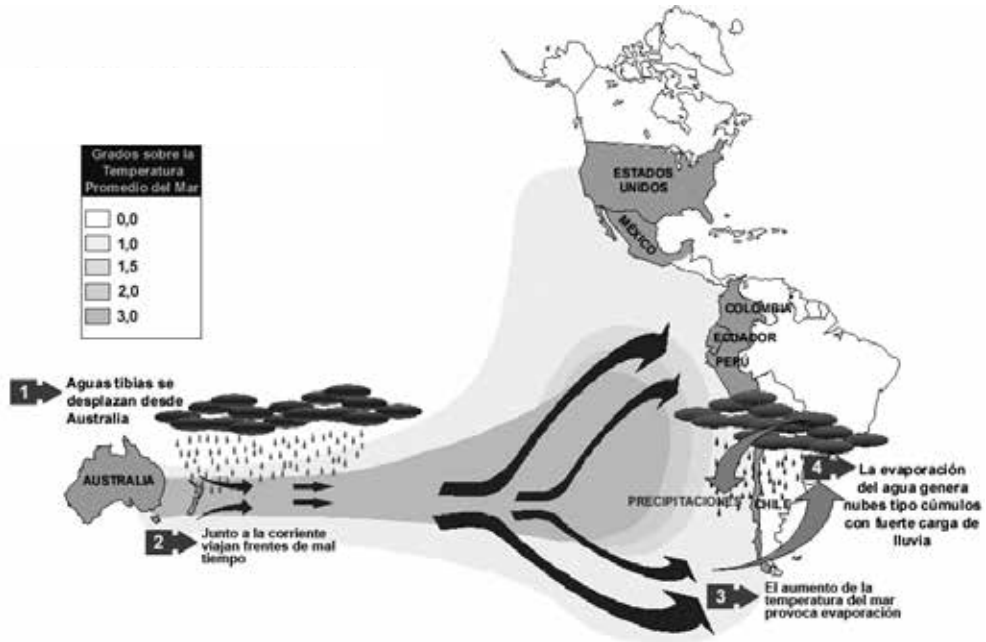 Grados sobre la
Temperatura
Promedio del Mar
0,0
1,0
1,5
2,0
3,0
ESTADOS
UNIDOS
MÉXICO
COLOMBIA
ECUADOR
PERÚ
1
Aguas tibias se
desplazan desde
Australia
AUSTRALIA
2
Junto a la corriente
viajan frentes de mal
tiempo
PRECIPITACIONES
CHILE
4
La evaporación
del agua genera
nubes tipo cúmulos
con fuerte carga de
lluvia
3
El aumento de la
temperatura del mar
provoca evaporación